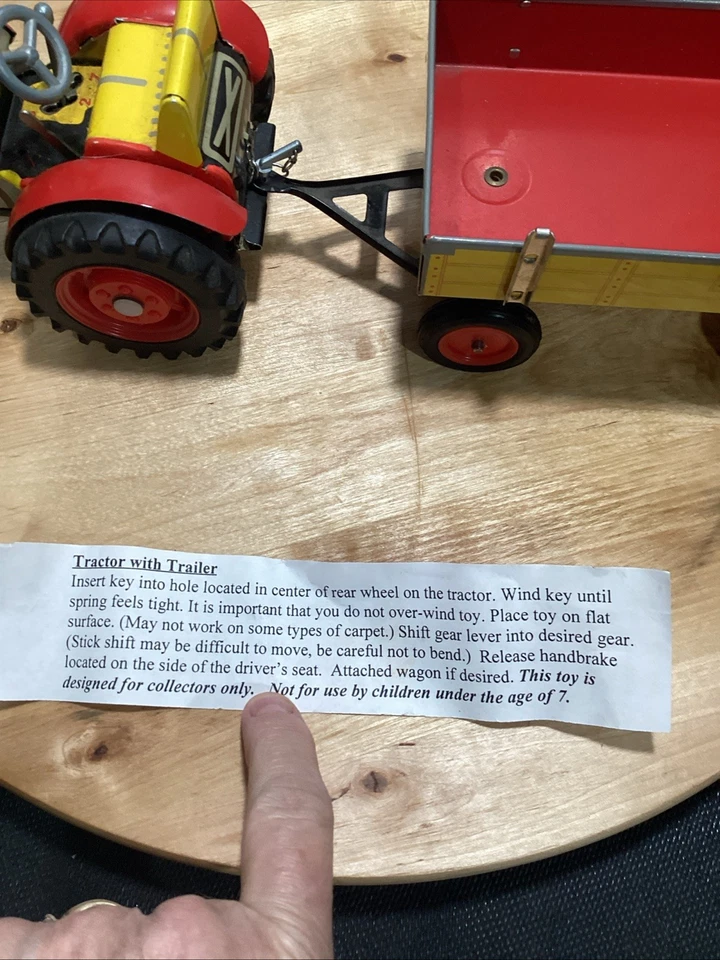 X
2
2
Tractor with Trailer
Insert key into hole located in center of rear wheel on the tractor. Wind key until
spring feels tight. It is important that you do not over-wind toy. Place toy on flat
surface. (May not work on some types of carpet.) Shift gear lever into desired gear.
(Stick shift may be difficult to move, be careful not to bend.) Release handbrake
located on the side of the driver's seat. Attached wagon if desired. This toy is
designed for collectors only. Not for use by children under the age of 7.